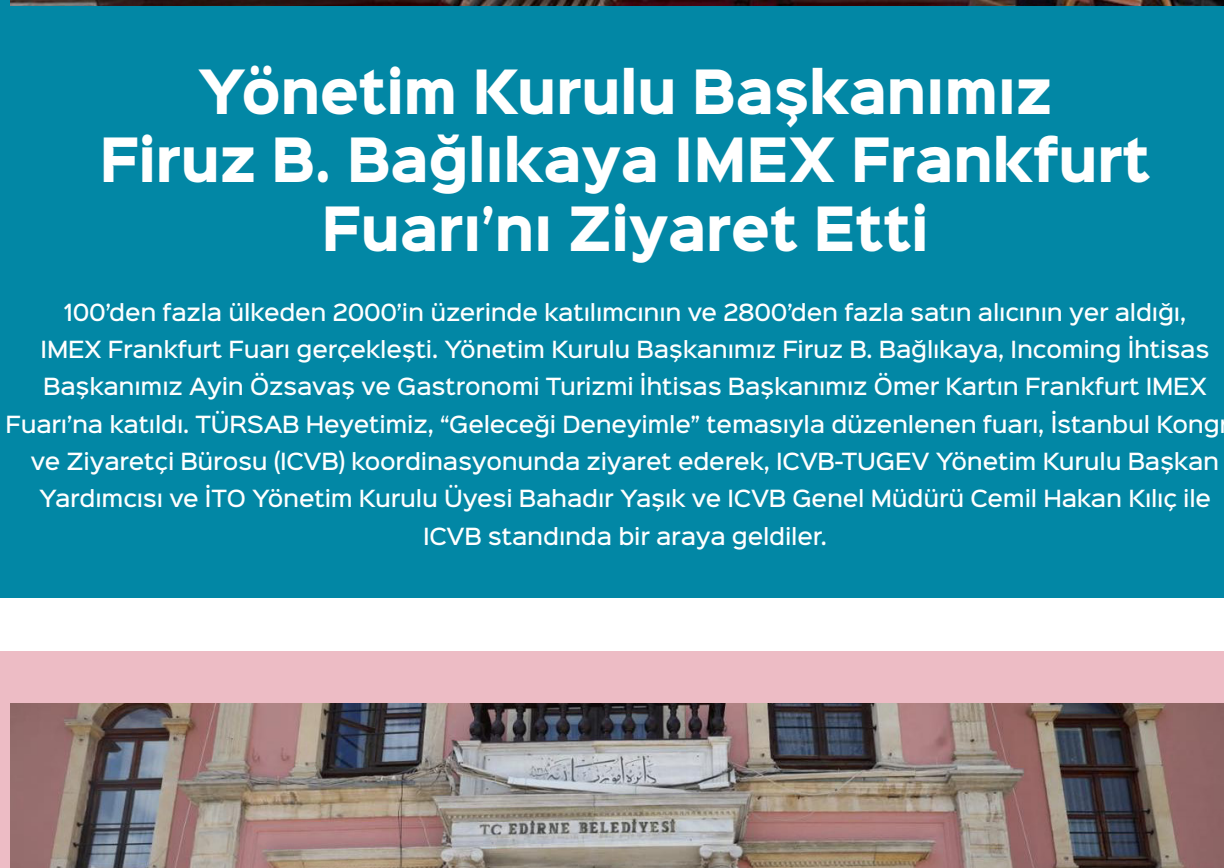 Yönetim Kurulu Başkanımız
Firuz B. Bağlıkaya IMEX Frankfurt
Fuarı’nı Ziyaret Etti
100’den fazla ülkeden 2000’in üzerinde katılımcının ve 2800’den fazla satın alıcının yer aldığı,
IMEX Frankfurt Fuarı gerçekleşti. Yönetim Kurulu Başkanımız Firuz B. Bağlıkaya, Incoming İhtisas
Başkanımız Ayin Özsavaş ve Gastronomi Turizmi İhtisas Başkanımız Ömer Kartın Frankfurt IMEX
Fuarı’na katıldı. TÜRSAB Heyetimiz, “Geleceği Deneyimle” temasıyla düzenlenen fuarı, İstanbul Kongr
ve Ziyaretçi Bürosu (ICVB) koordinasyonunda ziyaret ederek, ICVB-TUGEV Yönetim Kurulu Başkan
Yardımcısı ve İTO Yönetim Kurulu Üyesi Bahadır Yaşık ve ICVB Genel Müdürü Cemil Hakan Kılıç ile
ICVB standında bir araya geldiler.
TC EDİRNE BELEDİYESİ